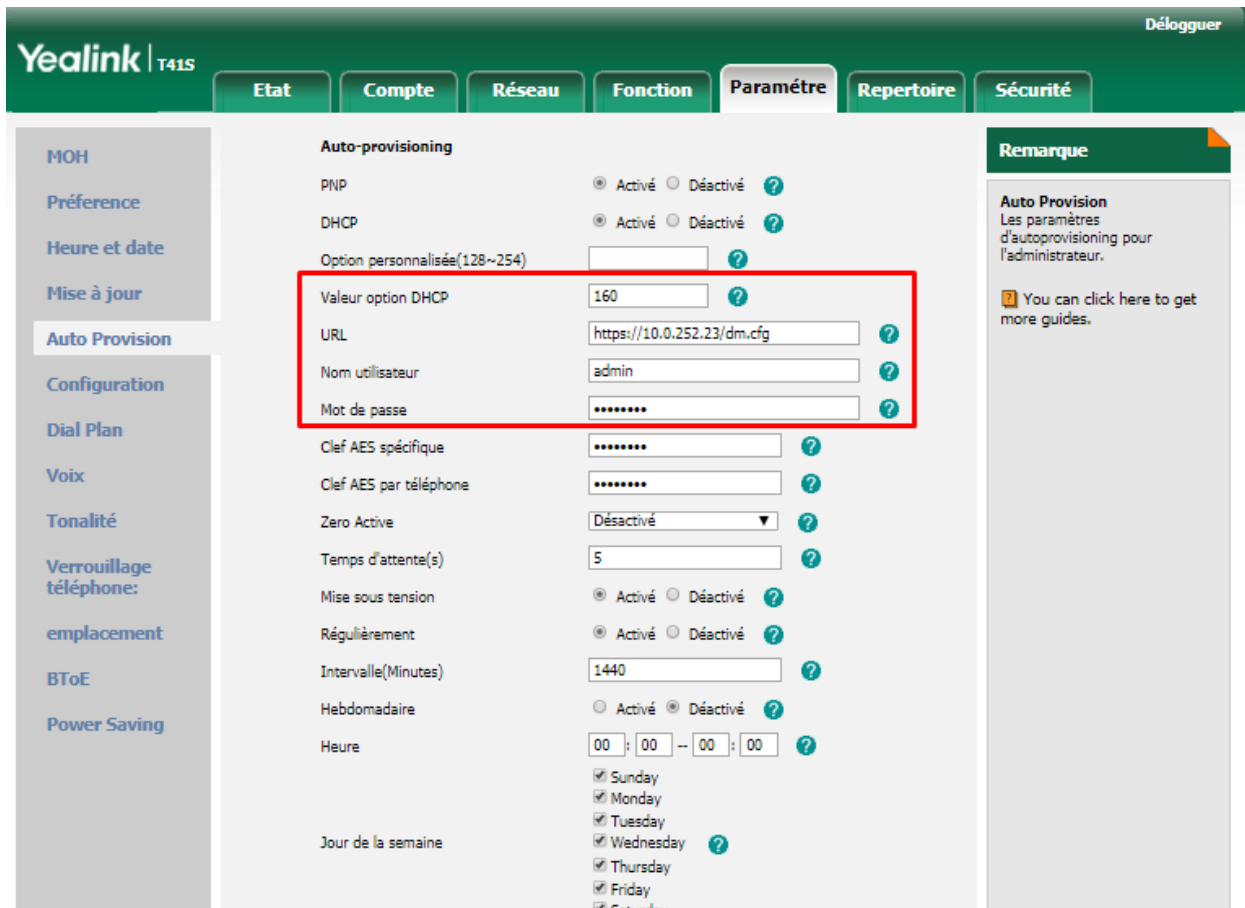 Délogguer
Yealink | T41S
Etat Compte Réseau Fonction Paramétre Repertoire Sécurité
MOH
Préference
Heure et date
Mise à jour
Auto Provision
Configuration
Dial Plan
Voix
Tonalité
Verrouillage
téléphone:
emplacement
BToE
Power Saving
Auto-provisioning
PNP Activé Déactivé ?
DHCP Activé Déactivé ?
Option personnalisée(128~254) ?
Valeur option DHCP 160 ?
URL https://10.0.252.23/dm.cfg ?
Nom utilisateur admin ?
Mot de passe •••••••• ?
Clef AES spécifique •••••••• ?
Clef AES par téléphone •••••••• ?
Zero Active Désactivé ?
Temps d'attente(s) 5 ?
Mise sous tension Activé Déactivé ?
Régulièrement Activé Déactivé ?
Intervalle(Minutes) 1440 ?
Hebdomadaire Activé Déactivé ?
Heure 00 : 00 -- 00 : 00 ?
Sunday
Monday
Tuesday
Jour de la semaine Wednesday ?
Thursday
Friday
Remarque
Auto Provision
Les paramètres
d'autoprovisioning pour
l'administrateur.
? You can click here to get
more guides.